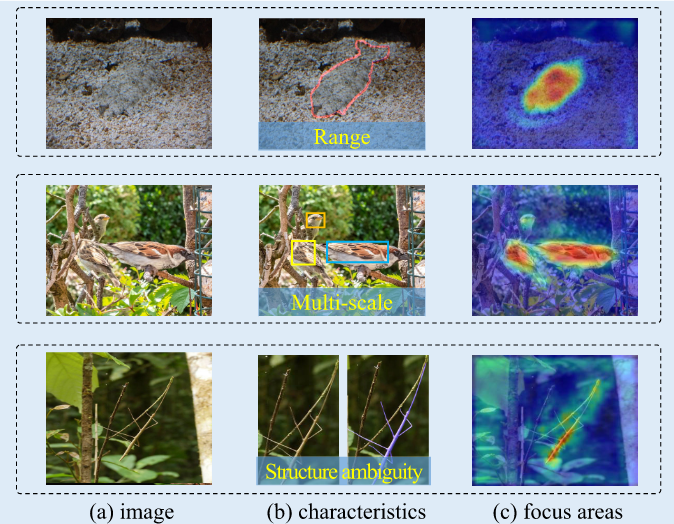 Range
Multi-scale
Structure ambiguity
(a) image
(b) characteristics
(c) focus areas